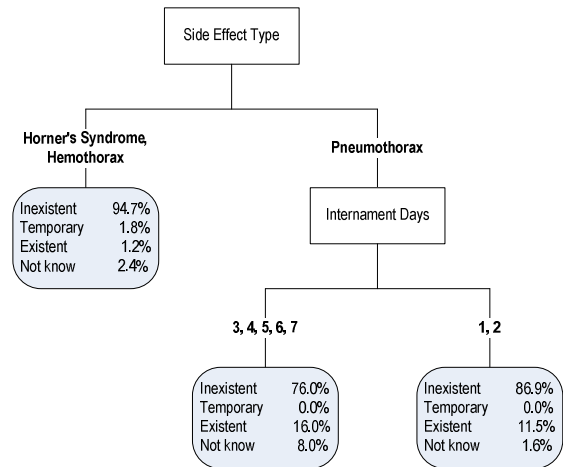 Side Effect Type
Horner's Syndrome,
Hemothorax
Pneumothorax
Inexistent 94.7%
Temporary 1.8%
Existent 1.2%
Not know 2.4%
Internament Days
3, 4, 5, 6, 7
1, 2
Inexistent 76.0%
Temporary 0.0%
Existent 16.0%
Not know 8.0%
Inexistent 86.9%
Temporary 0.0%
Existent 11.5%
Not know 1.6%